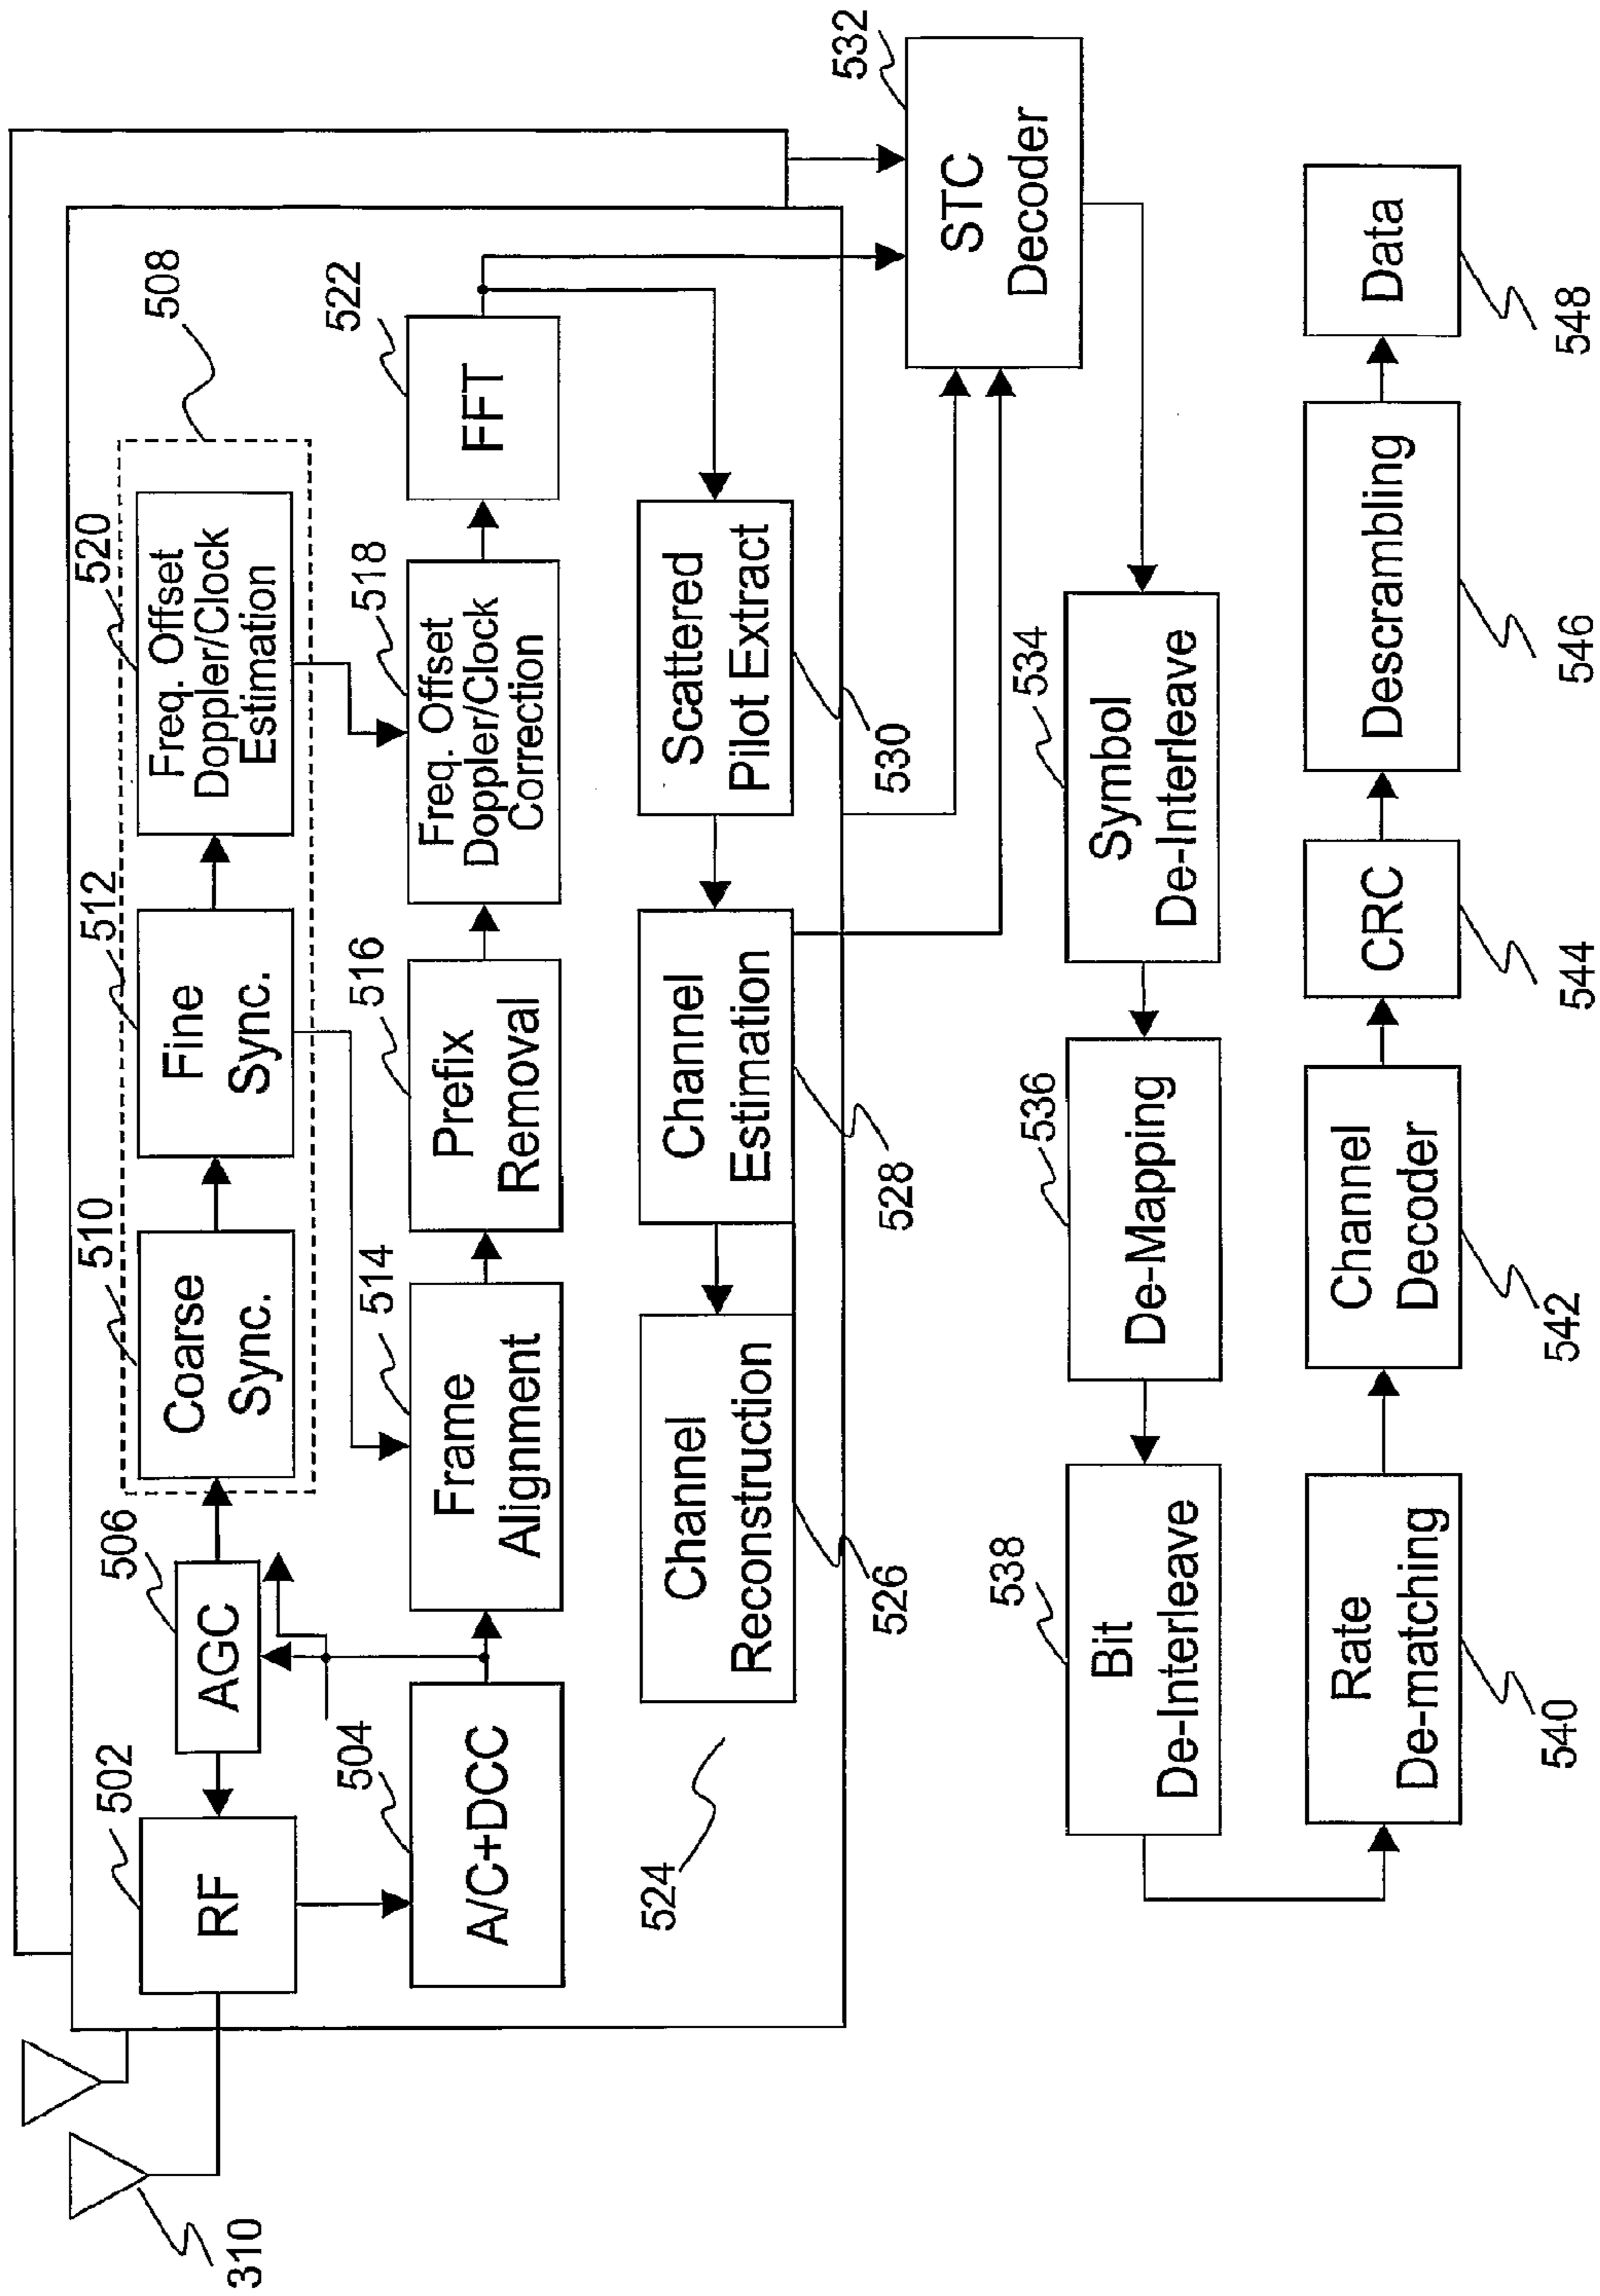 508
520
512
510
506
502
Freq. Offset
Doppler/Clock
Estimation
Fine
Sync.
Coarse
Sync.
AGC
RF
522
518
516
514
504
FFT
Freq. Offset
Doppler/Clock
Correction
Prefix
Removal
Frame
Alignment
A/C+DCC
Scattered
Pilot Extract
Channel
Estimation
Channel
Reconstruction
530
528
526
524
310
532
STC
Decoder
534
Symbol
De-Interleave
536
De-Mapping
538
Bit
De-Interleave
Rate
De-matching
540
Channel
Decoder
542
CRC
544
Descrambling
546
Data
548